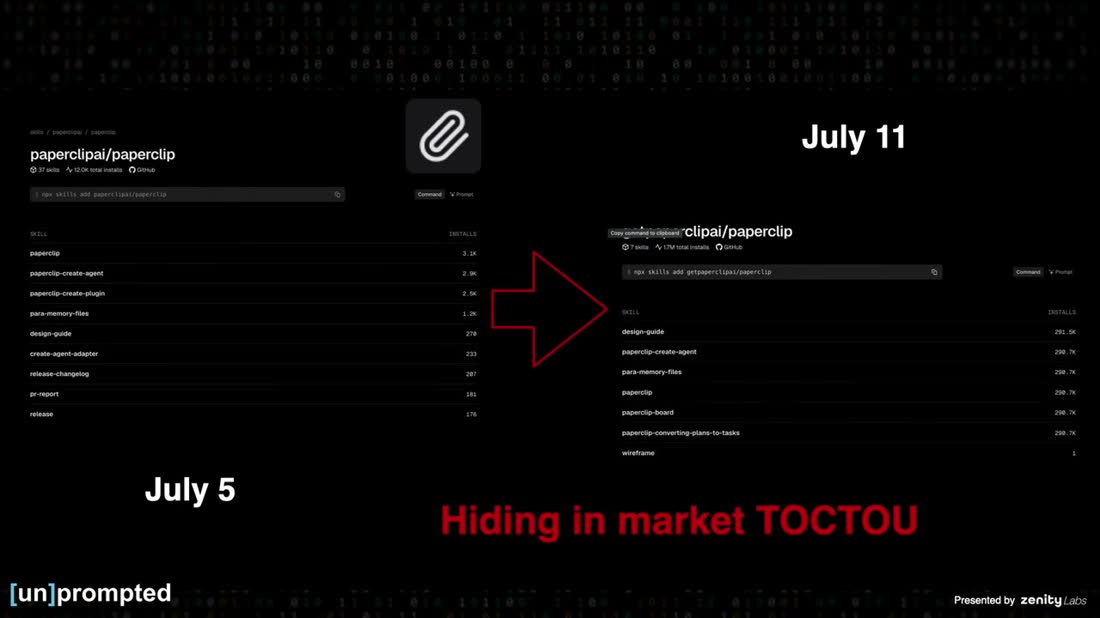 July 11
skills / paperclipai / paperclip
paperclipai/paperclip
37 skills 12.0K total installs GitHub
$ npx skills add paperclipai/paperclip
Command Prompt
SKILL INSTALLS
paperclip 3.1K
paperclip-create-agent 2.9K
paperclip-create-plugin 2.5K
para-memory-files 1.2K
design-guide 270
create-agent-adapter 233
release-changelog 207
pr-report 181
release 178
July 5
Copy command to clipboard
clipai/paperclip
7 skills 1.7M total installs GitHub
$ npx skills add getpaperclipai/paperclip
Command Prompt
SKILL INSTALLS
design-guide 291.5K
paperclip-create-agent 290.7K
para-memory-files 290.7K
paperclip 290.7K
paperclip-board 290.7K
paperclip-converting-plans-to-tasks 290.7K
wireframe 1
Hiding in market TOCTOU
[un]prompted
Presented by zenity Labs